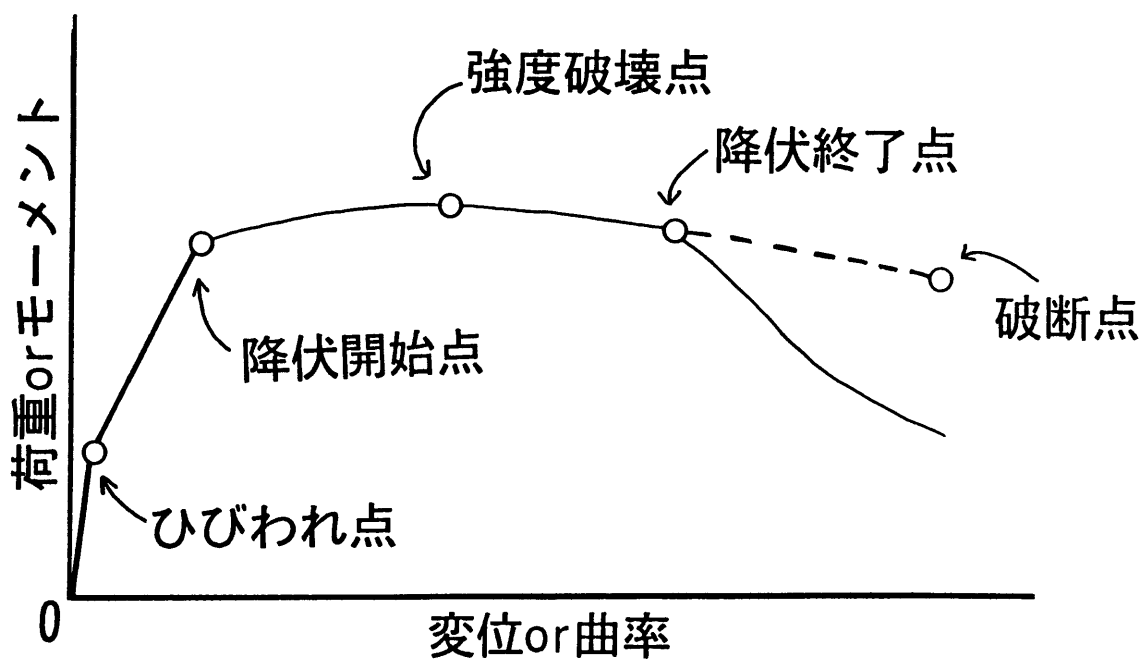 強度破壊点
降伏終了点
荷重orモーメント
破断点
降伏開始点
ひびわれ点
0
変位or曲率